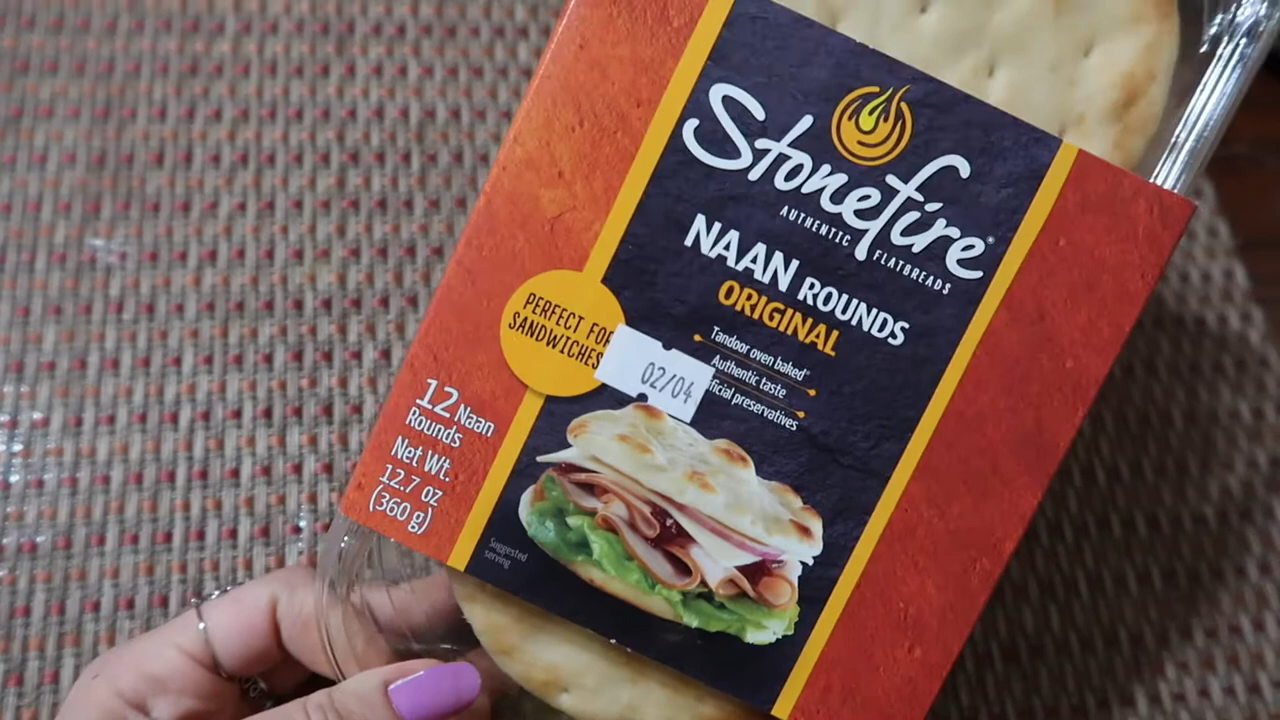 Stonefire®
AUTHENTIC FLATBREADS
NAAN ROUNDS
ORIGINAL
Tandoor oven baked*
Authentic taste
preservatives
PERFECT FOR
SANDWICHES
02/04
12 Naan
Rounds
Net Wt.
12.7 oz
(360 g)
Suggested
serving